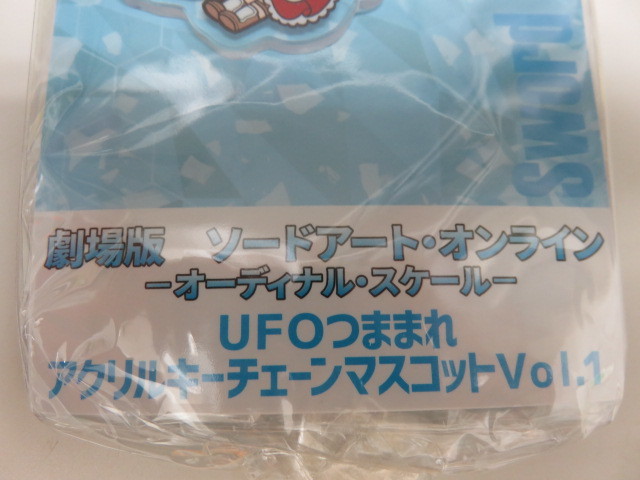 sword
劇場版 ソードアート・オンライン
－オーディナル・スケール－
UFOつままれ
アクリルキーチェーンマスコットVol.1